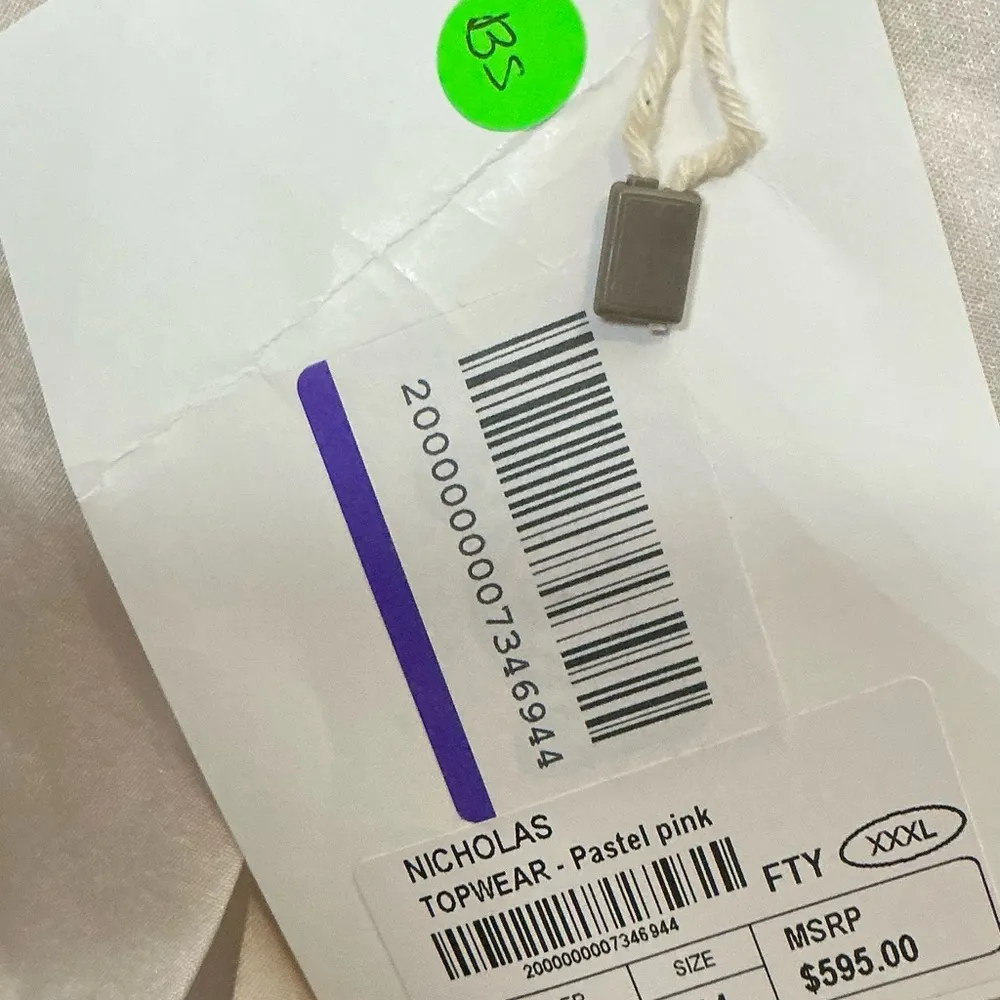 BS
2000000007346944
NICHOLAS
TOPWEAR - Pastel pink
FTY XXXL
2000000007346944
SIZE
MSRP
$595.00